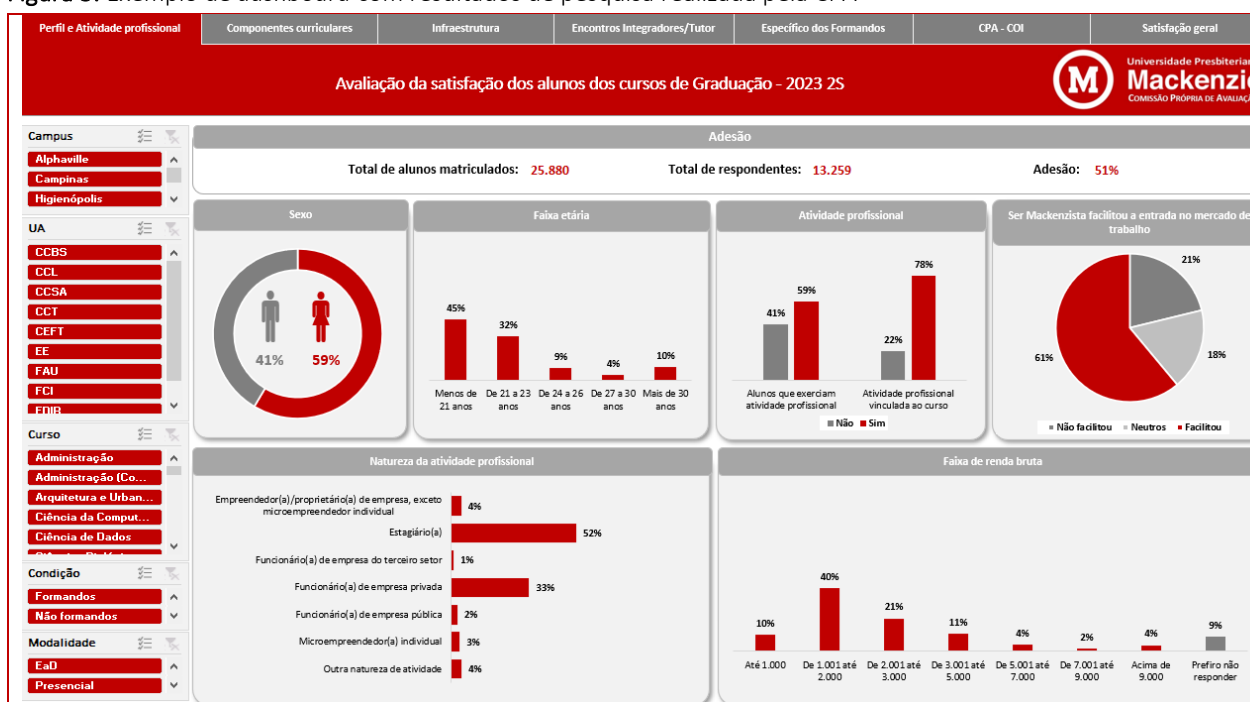 Perfil e Atividade profissional
Componentes curriculares
Infraestrutura
Encontros Integradores/Tutor
Específico dos Formandos
CPA - COI
Satisfação geral
Avaliação da satisfação dos alunos dos cursos de Graduação - 2023 2S
M
Universidade Presbiterian
Mackenzie
Comissão Própria de Avaliaçã
Campus
Alphaville
Campinas
Higienópolis
UA
CCBS
CCL
CCSA
CCT
CEFT
EE
FAU
FCI
FDIR
Curso
Administração
Administração (Co...
Arquitetura e Urban...
Ciência da Comput...
Ciência de Dados
Condição
Formandos
Não formandos
Modalidade
EaD
Presencial
Adesão
Total de alunos matriculados: 25.880
Total de respondentes: 13.259
Adesão: 51%
Sexo
41%
59%
Faixa etária
45%
32%
9%
4%
10%
Menos de
21 anos
De 21 a 23
anos
De 24 a 26
anos
De 27 a 30
anos
Mais de 30
anos
Atividade profissional
41%
59%
22%
78%
Alunos que exerciam
atividade profissional
Atividade profissional
vinculada ao curso
Não
Sim
Ser Mackenzista facilitou a entrada no mercado de
trabalho
21%
18%
61%
Não facilitou
Neutros
Facilitou
Natureza da atividade profissional
Empreendedor(a)/proprietário(a) de empresa, exceto
microempreendedor individual
4%
Estagiário(a)
52%
Funcionário(a) de empresa do terceiro setor
1%
Funcionário(a) de empresa privada
33%
Funcionário(a) de empresa pública
2%
Microempreendedor(a) individual
3%
Outra natureza de atividade
4%
Faixa de renda bruta
10%
40%
21%
11%
4%
2%
4%
9%
Até 1.000
De 1.001 até
2.000
De 2.001 até
3.000
De 3.001 até
5.000
De 5.001 até
7.000
De 7.001 até
9.000
Acima de
9.000
Prefiro não
responder